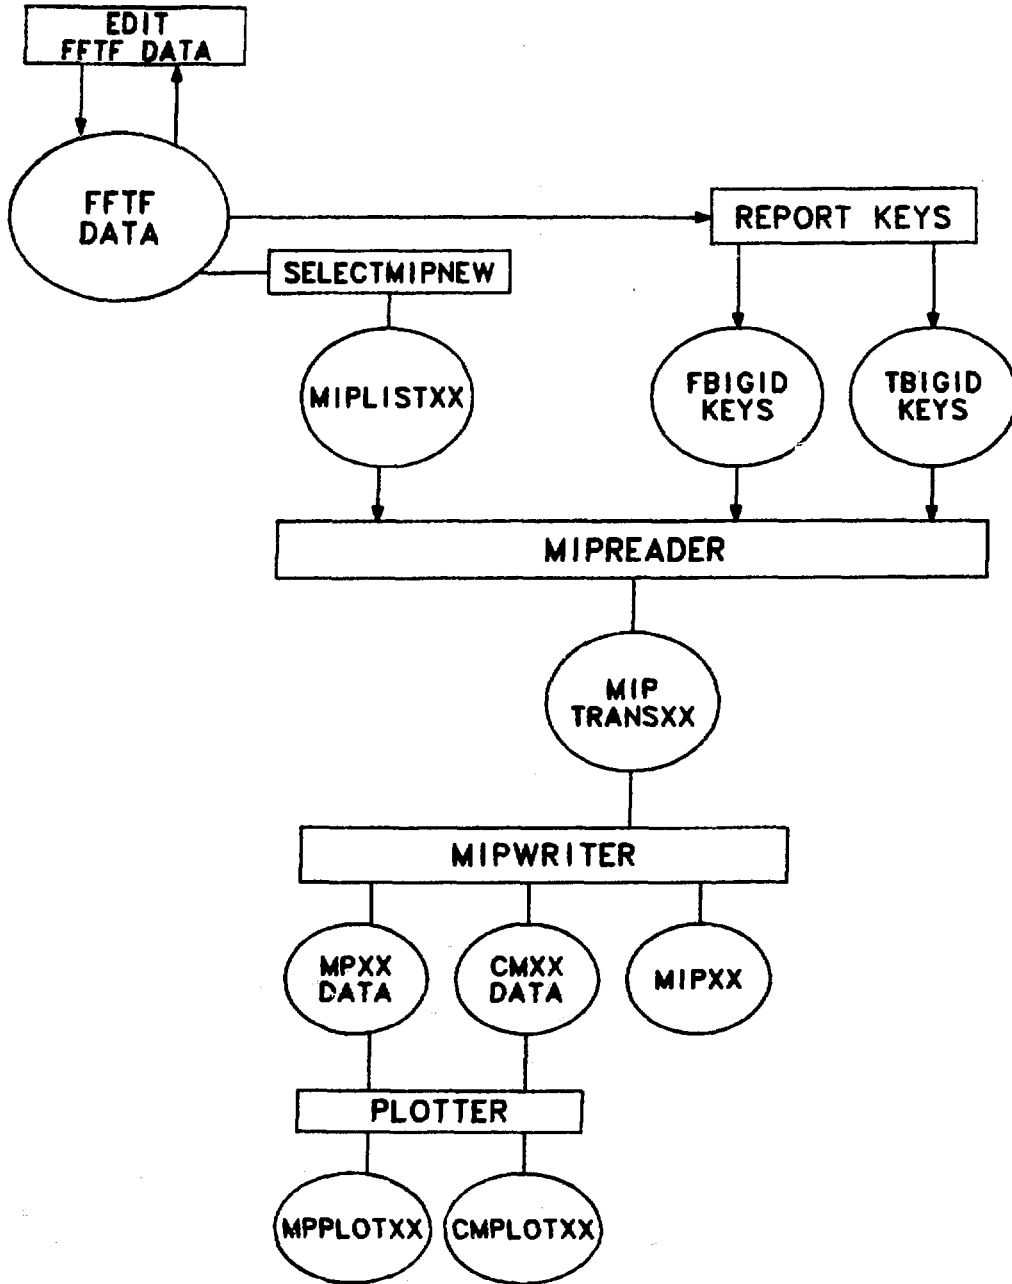 EDIT
FFTF DATA
FFTF
DATA
REPORT KEYS
SELECTMIPNEW
MIPLISTXX
FBIGID
KEYS
TBIGID
KEYS
MIPREADER
MIP
TRANSXX
MIPWRITER
MPXX
DATA
CMXX
DATA
MIPXX
PLOTTER
MPPLOTXX
CMPLOTXX